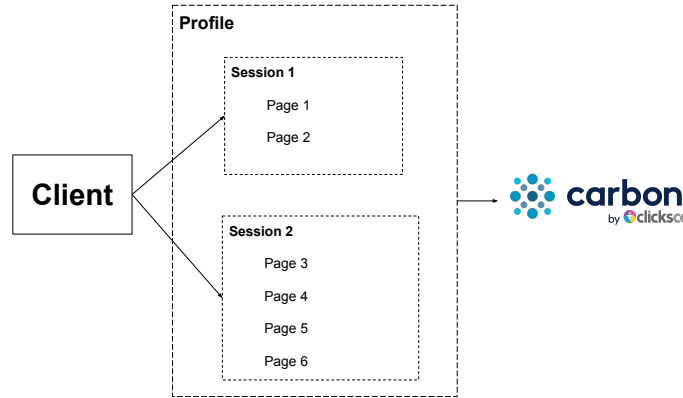 Profile
Session 1
Page 1
Page 2
Client
carbon
by clicksco
Session 2
Page 3
Page 4
Page 5
Page 6